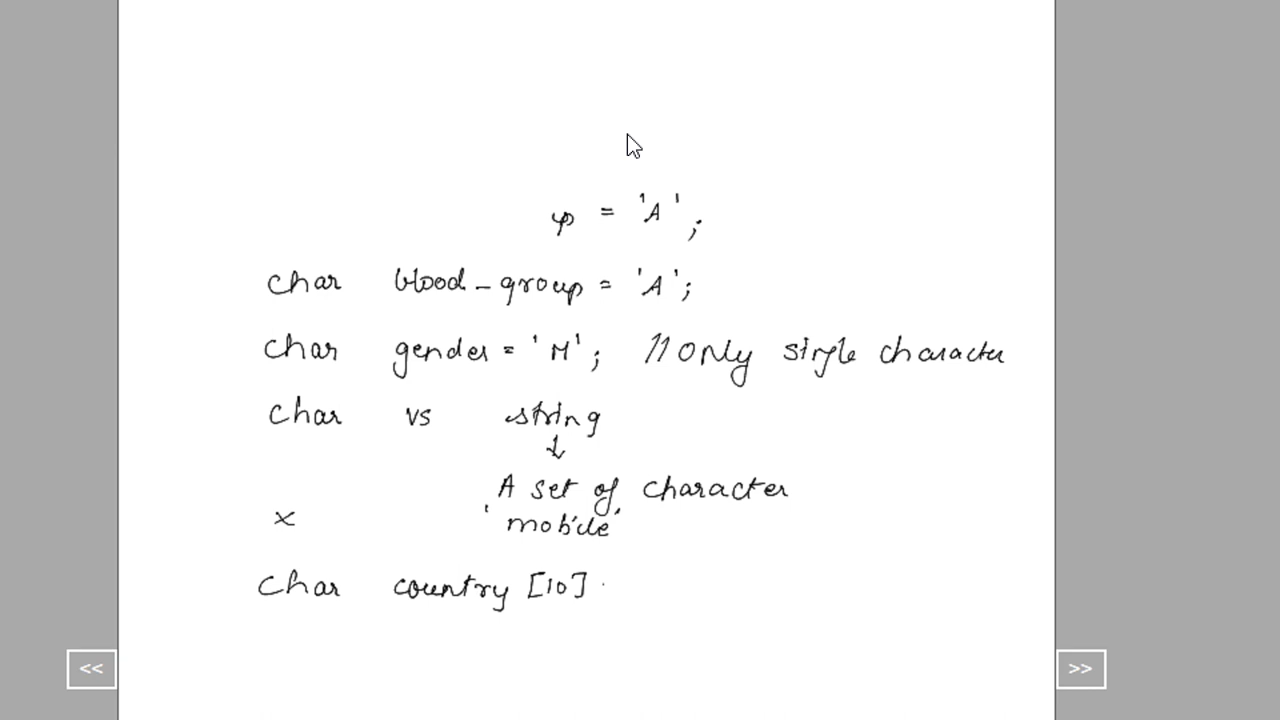 φ = 'A' ;
char blood_group = 'A';
char gender = 'M'; // Only single character
char vs string
↓
A set of character
x 'mobile'
char country [10]
<<
>>